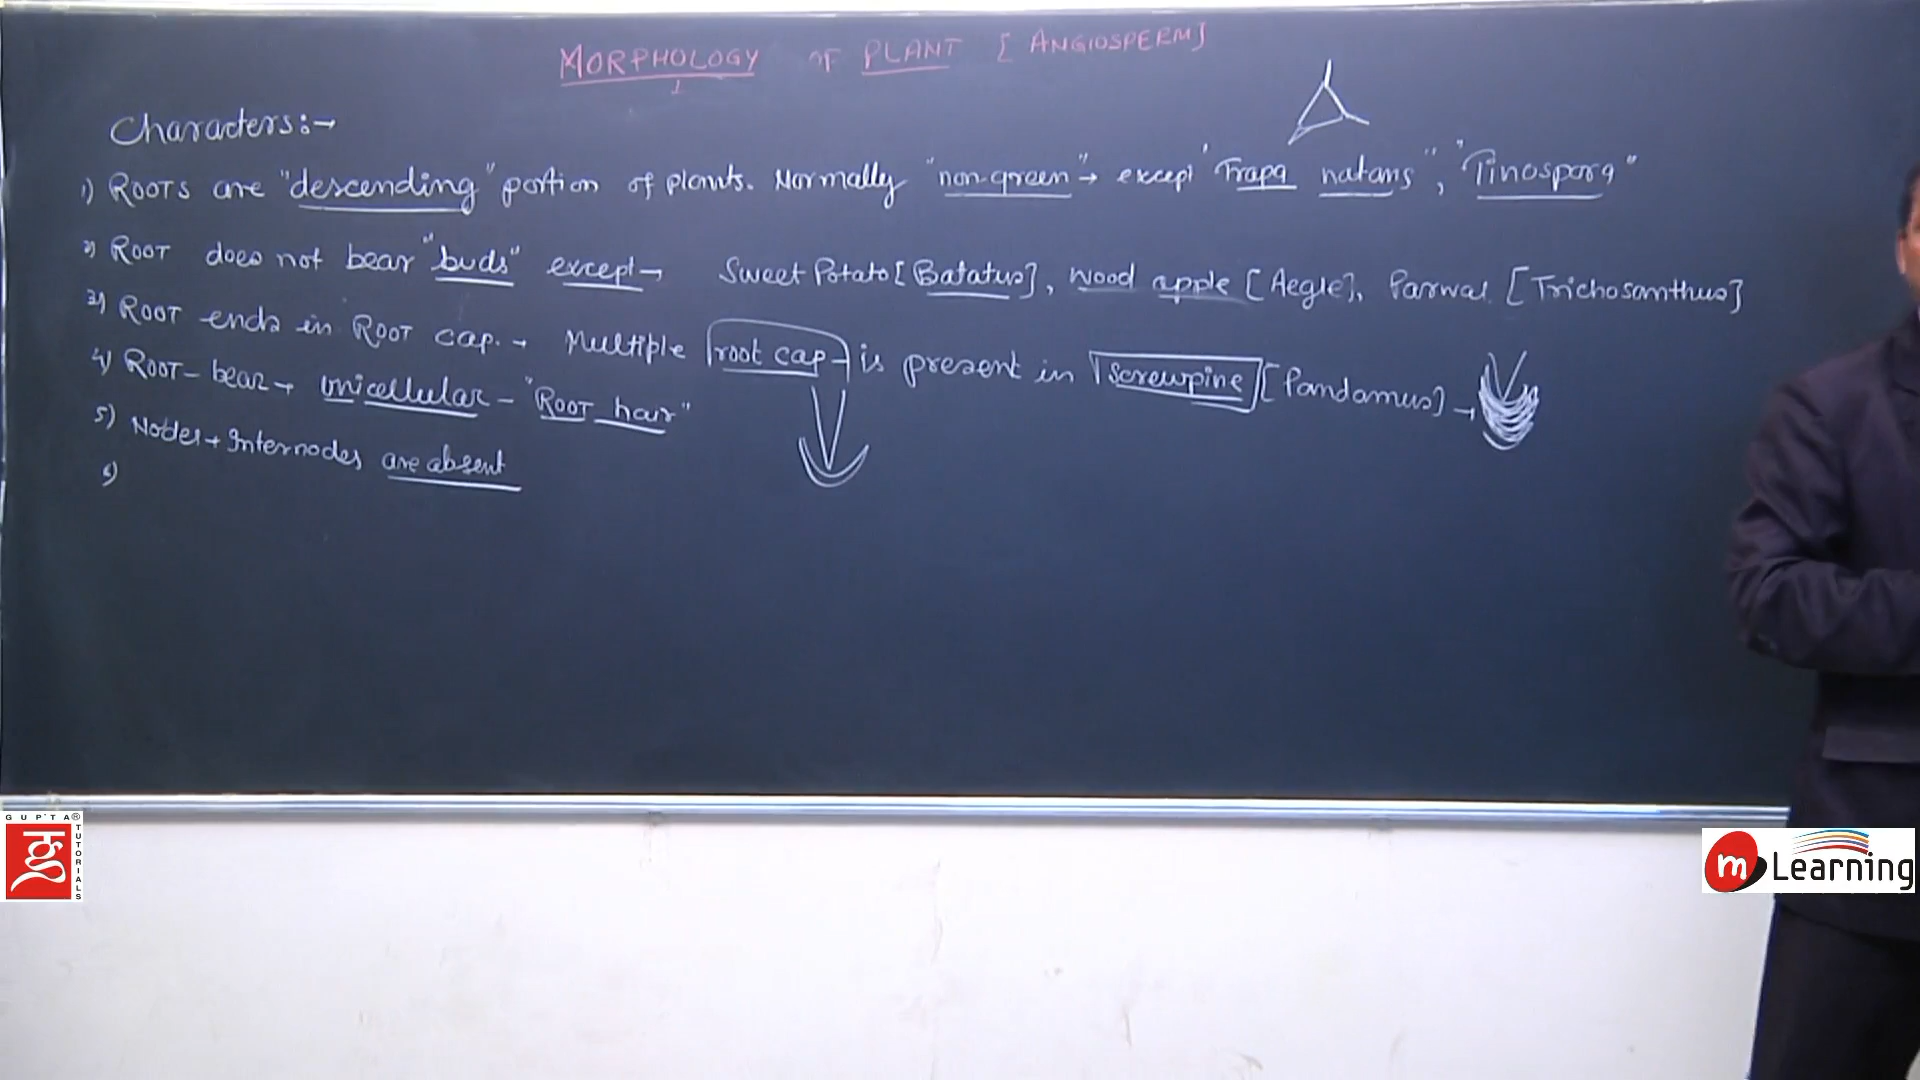 MORPHOLOGY OF PLANT [ANGIOSPERM]
Characters:→
1) ROOTS are "descending" portion of plants. Normally "non-green" → except "Trapa natans", "Tinospora"
2) ROOT does not bear "buds" except → Sweet Potato [Batatus], wood apple [Aegle], Parwal [Trichosanthus]
3) ROOT ends in ROOT cap. → Multiple root cap is present in Screwpine [Pandamus] →
4) ROOT - bear → unicellular - "ROOT hair"
5) Nodes + Internodes are absent
6)
GUPTA®
TUTORIALS
m Learning